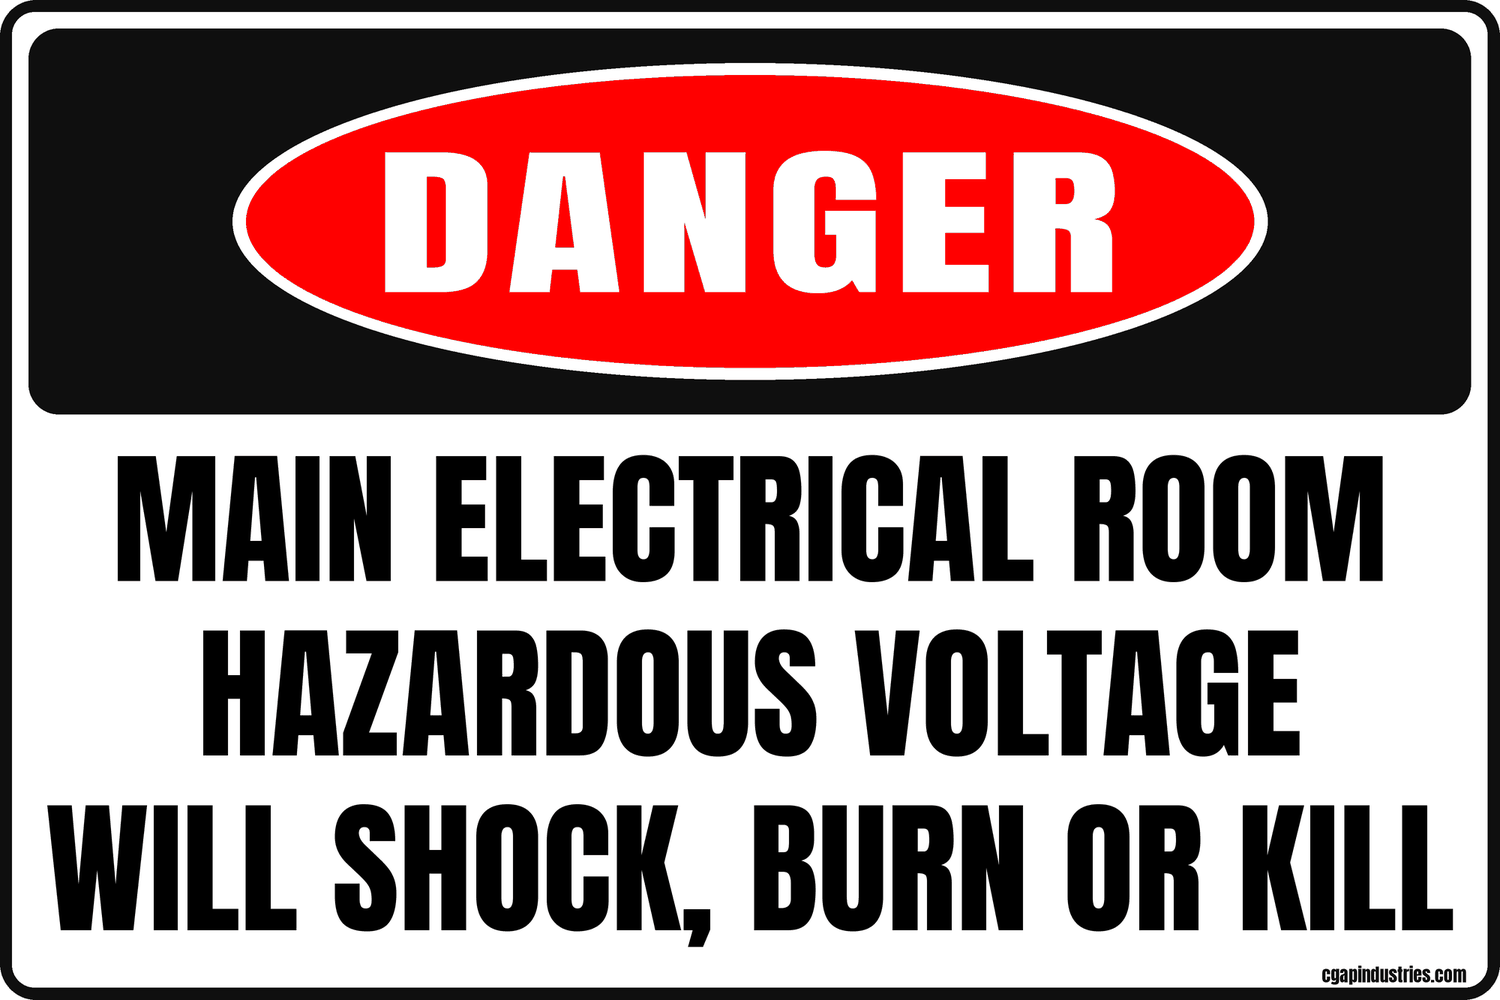 DANGER
MAIN ELECTRICAL ROOM
HAZARDOUS VOLTAGE
WILL SHOCK, BURN OR KILL
cgapindustries.com